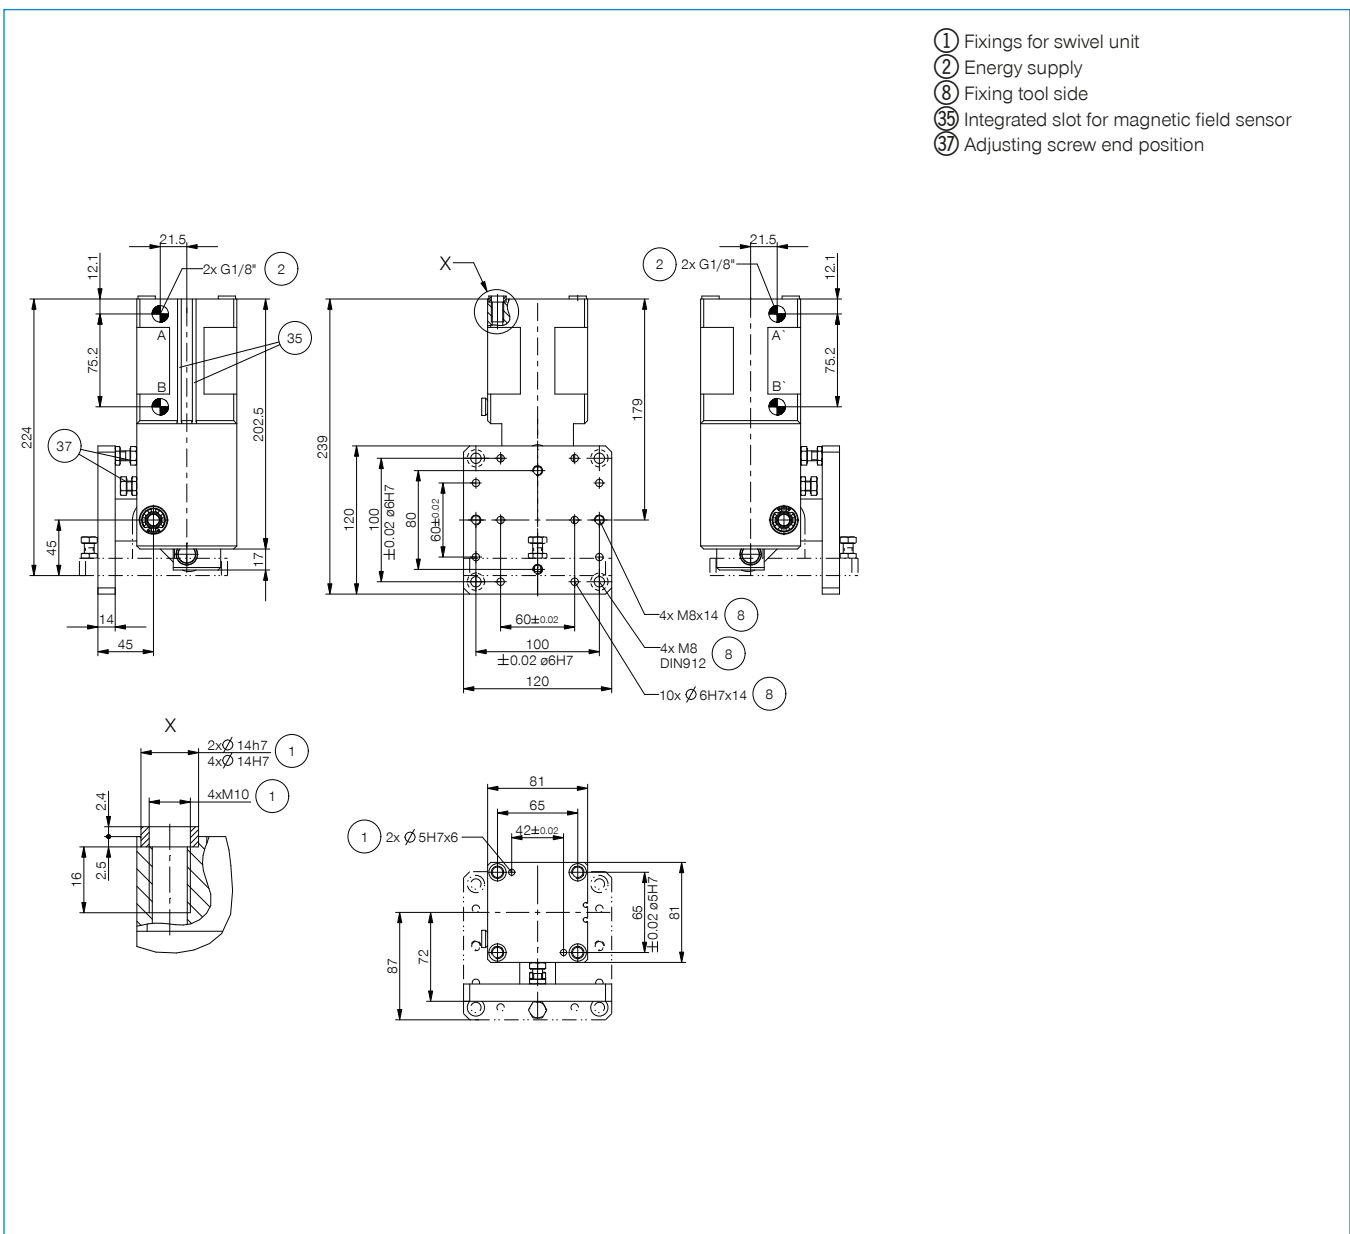 ① Fixings for swivel unit
② Energy supply
⑧ Fixing tool side
㉟ Integrated slot for magnetic field sensor
㊲ Adjusting screw end position
21.5
12.1
2x G1/8" 2
A
B
75.2
35
224
202.5
37
45
17
14
45
X
239
179
120
100
±0.02 ø6H7
80
60±0.02
60±0.02
100
±0.02 ø6H7
120
4x M8x14 8
4x M8
DIN912 8
10x Ø 6H7x14 8
21.5
2 2x G1/8"
12.1
A`
B`
75.2
X
2xØ 14h7
4xØ 14H7
1
4xM10 1
2.4
2.5
16
81
65
42±0.02
1 2x Ø 5H7x6
65
±0.02 ø5H7
81
72
87